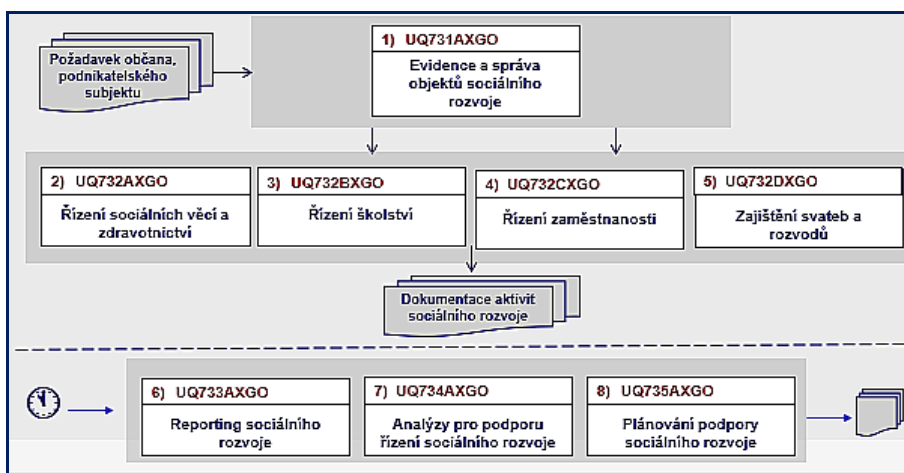 Požadavek občana,
podnikatelského
subjektu
1) UQ731AXGO
Evidence a správa
objektů sociálního
rozvoje
2) UQ732AXGO
Řízení sociálních věcí a
zdravotnictví
3) UQ732BXGO
Řízení školství
4) UQ732CXGO
Řízení zaměstnanosti
5) UQ732DXGO
Zajištění svateb a
rozvodů
Dokumentace aktivit
sociálního rozvoje
6) UQ733AXGO
Reporting sociálního
rozvoje
7) UQ734AXGO
Analýzy pro podporu
řízení sociálního rozvoje
8) UQ735AXGO
Plánování podpory
sociálního rozvoje